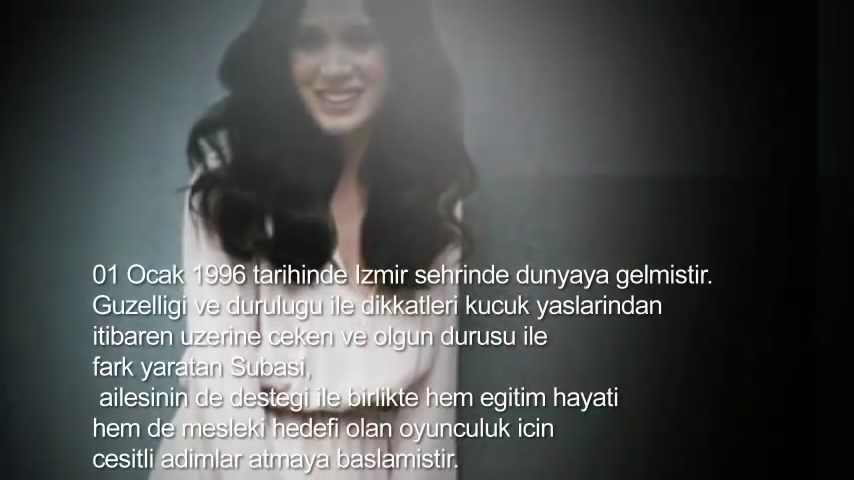 01 Ocak 1996 tarihinde Izmir sehrinde dunyaya gelmistir.
Guzelligi ve durulugu ile dikkatleri kucuk yaslarindan
itibaren uzerine ceken ve olgun durusu ile
fark yaratan Subasi,
ailesinin de destegi ile birlikte hem egitim hayati
hem de mesleki hedefi olan oyunculuk icin
cesitli adimlar atmaya baslamistir.